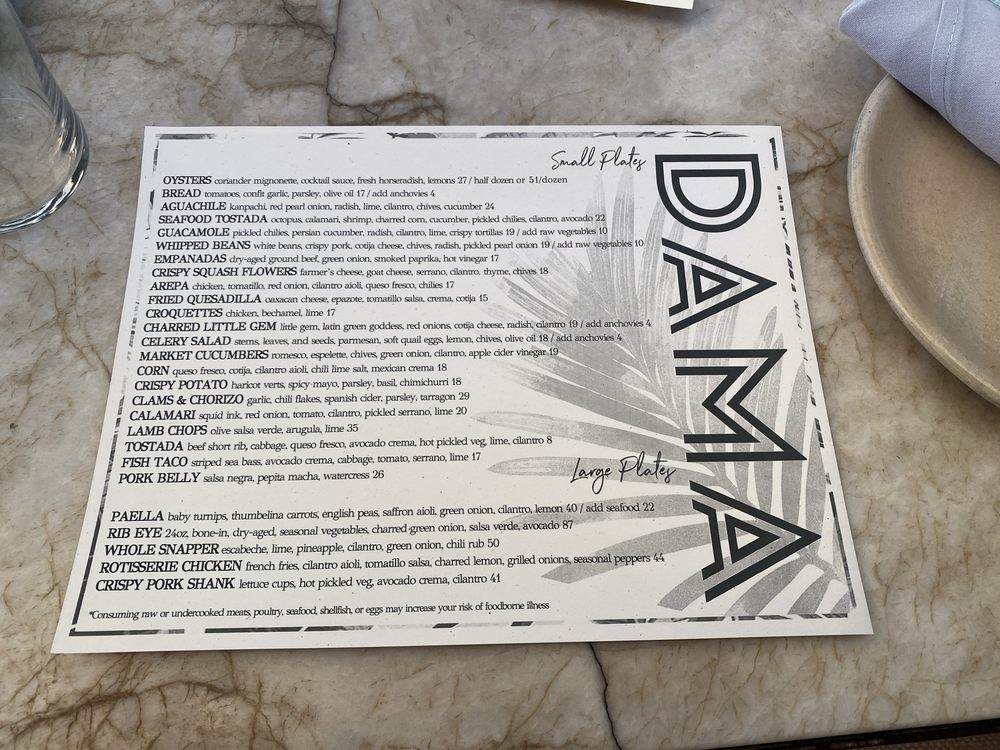 Small Plates
OYSTERS coriander mignonette, cocktail sauce, fresh horseradish, lemons 27 / half dozen or 51/dozen
BREAD tomatoes, confit garlic, parsley, olive oil 17 / add anchovies 4
AGUACHILE kanpachi, red pearl onion, radish, lime, cilantro, chives, cucumber 24
SEAFOOD TOSTADA octopus, calamari, shrimp, charred corn, cucumber, pickled chilies, cilantro, avocado 22
GUACAMOLE pickled chilies, persian cucumber, radish, cilantro, lime, crispy tortillas 19 / add raw vegetables 10
WHIPPED BEANS white beans, crispy pork, cotija cheese, chives, radish, pickled pearl onion 19 / add raw vegetables 10
EMPANADAS dry-aged ground beef, green onion, smoked paprika, hot vinegar 17
CRISPY SQUASH FLOWERS farmer's cheese, goat cheese, serrano, cilantro, thyme, chives 18
AREPA chicken, tomatillo, red onion, cilantro aioli, queso fresco, chilies 17
FRIED QUESADILLA oaxacan cheese, epazote, tomatillo salsa, crema, cotija 15
CROQUETTES chicken, bechamel, lime 17
CHARRED LITTLE GEM little gem, latin green goddess, red onions, cotija cheese, radish, cilantro 19 / add anchovies 4
CELERY SALAD stems, leaves, and seeds, parmesan, soft quail eggs, lemon, chives, olive oil 18 / add anchovies 4
MARKET CUCUMBERS romesco, espelette, chives, green onion, cilantro, apple cider vinegar 19
CORN queso fresco, cotija, cilantro aioli, chili lime salt, mexican crema 18
CRISPY POTATO haricot verts, spicy mayo, parsley, basil, chimichurri 18
CLAMS & CHORIZO garlic, chili flakes, spanish cider, parsley, tarragon 29
CALAMARI squid ink, red onion, tomato, cilantro, pickled serrano, lime 20
LAMB CHOPS olive salsa verde, arugula, lime 35
TOSTADA beef short rib, cabbage, queso fresco, avocado crema, hot pickled veg, lime, cilantro 8
FISH TACO striped sea bass, avocado crema, cabbage, tomato, serrano, lime 17
PORK BELLY salsa negra, pepita macha, watercress 26
Large Plates
PAELLA baby turnips, thumbelina carrots, english peas, saffron aioli, green onion, cilantro, lemon 40 / add seafood 22
RIB EYE 24oz, bone-in, dry-aged, seasonal vegetables, charred green onion, salsa verde, avocado 87
WHOLE SNAPPER escabeche, lime, pineapple, cilantro, green onion, chili rub 50
ROTISSERIE CHICKEN french fries, cilantro aioli, tomatillo salsa, charred lemon, grilled onions, seasonal peppers 44
CRISPY PORK SHANK lettuce cups, hot pickled veg, avocado crema, cilantro 41
*Consuming raw or undercooked meats, poultry, seafood, shellfish, or eggs may increase your risk of foodborne illness
DAMA